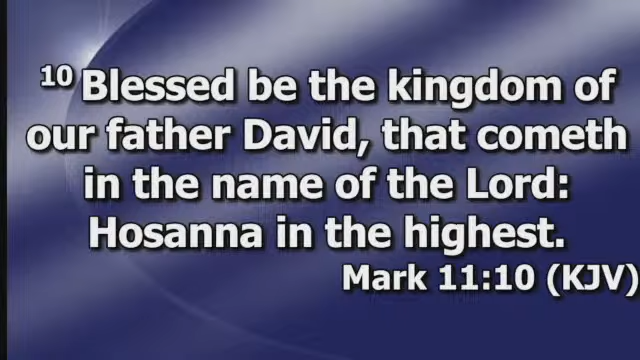 10 Blessed be the kingdom of
our father David, that cometh
in the name of the Lord:
Hosanna in the highest.
Mark 11:10 (KJV)